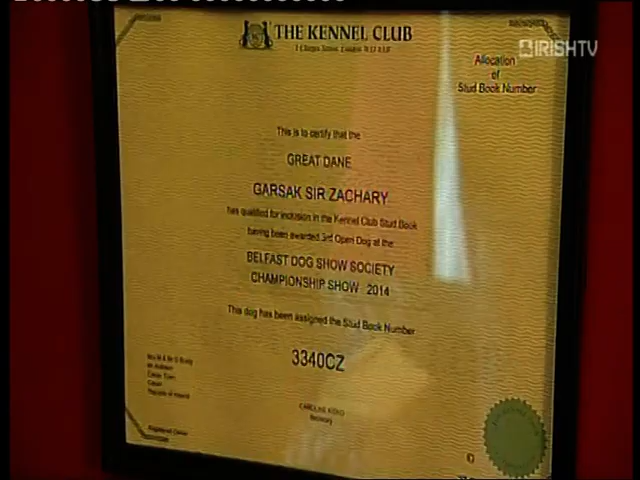 THE KENNEL CLUB
IRISHTV
Allocation
of
Stud Book Number
This is to certify that the
GREAT DANE
GARSAK SIR ZACHARY
has qualified for inclusion in the Kennel Club Stud Book
having been awarded 3rd Open Dog at the
BELFAST DOG SHOW SOCIETY
CHAMPIONSHIP SHOW 2014
This dog has been assigned the Stud Book Number
3340CZ
Secretary